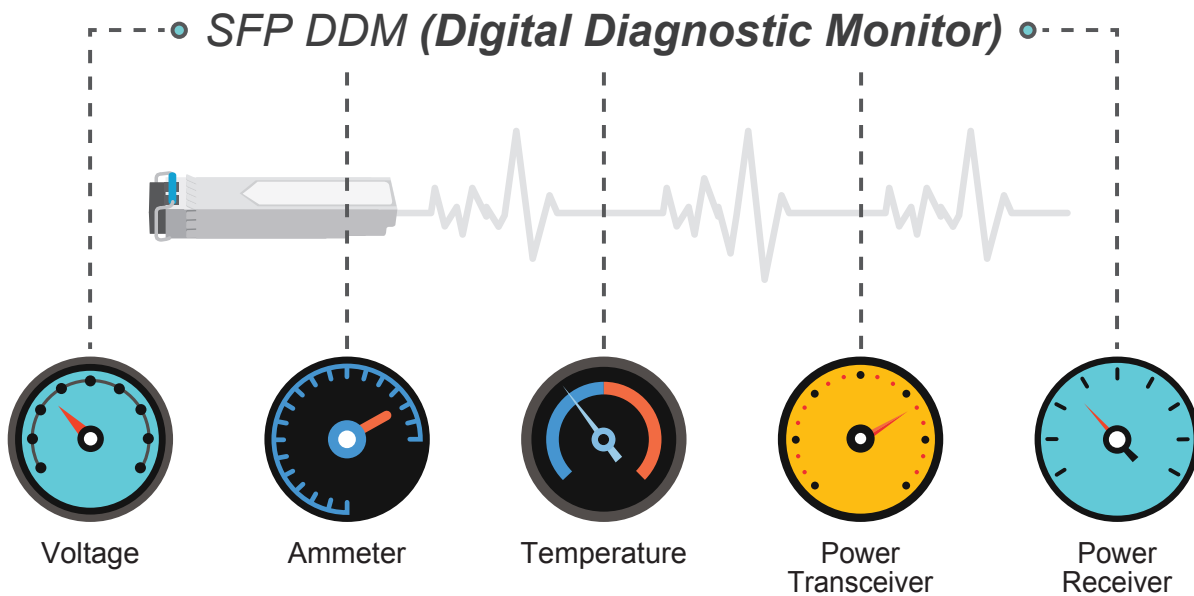 SFP DDM (Digital Diagnostic Monitor)
Voltage
Ammeter
Temperature
Power
Transceiver
Power
Receiver